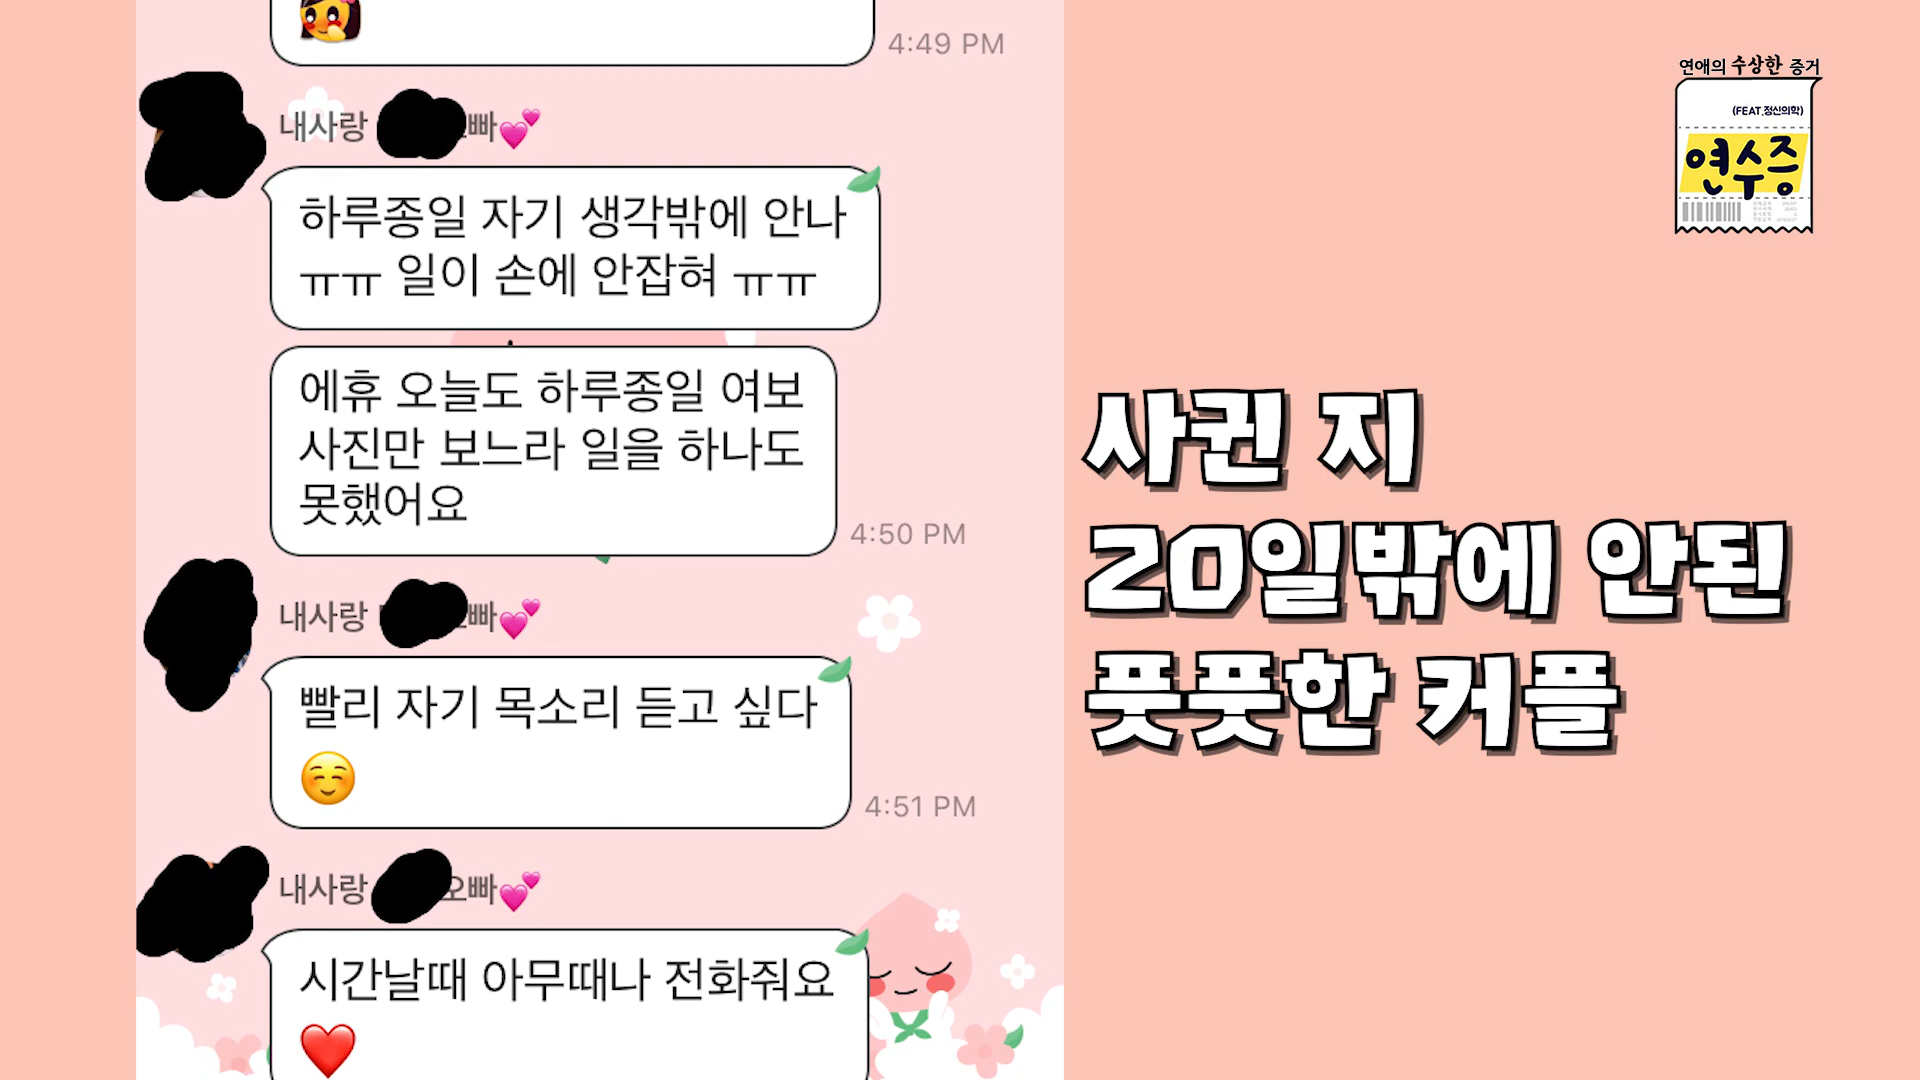 4:49 PM
내사랑 빠💕
하루종일 자기 생각밖에 안나
ㅠㅠ 일이 손에 안잡혀 ㅠㅠ
에휴 오늘도 하루종일 여보
사진만 보느라 일을 하나도
못했어요
4:50 PM
내사랑 빠💕
빨리 자기 목소리 듣고 싶다
☺️
4:51 PM
내사랑 오빠💕
시간날때 아무때나 전화줘요
❤️
연애의 수상한 증거
(FEAT.정신의학)
연수증
사귄 지
20일밖에 안된
풋풋한 커플